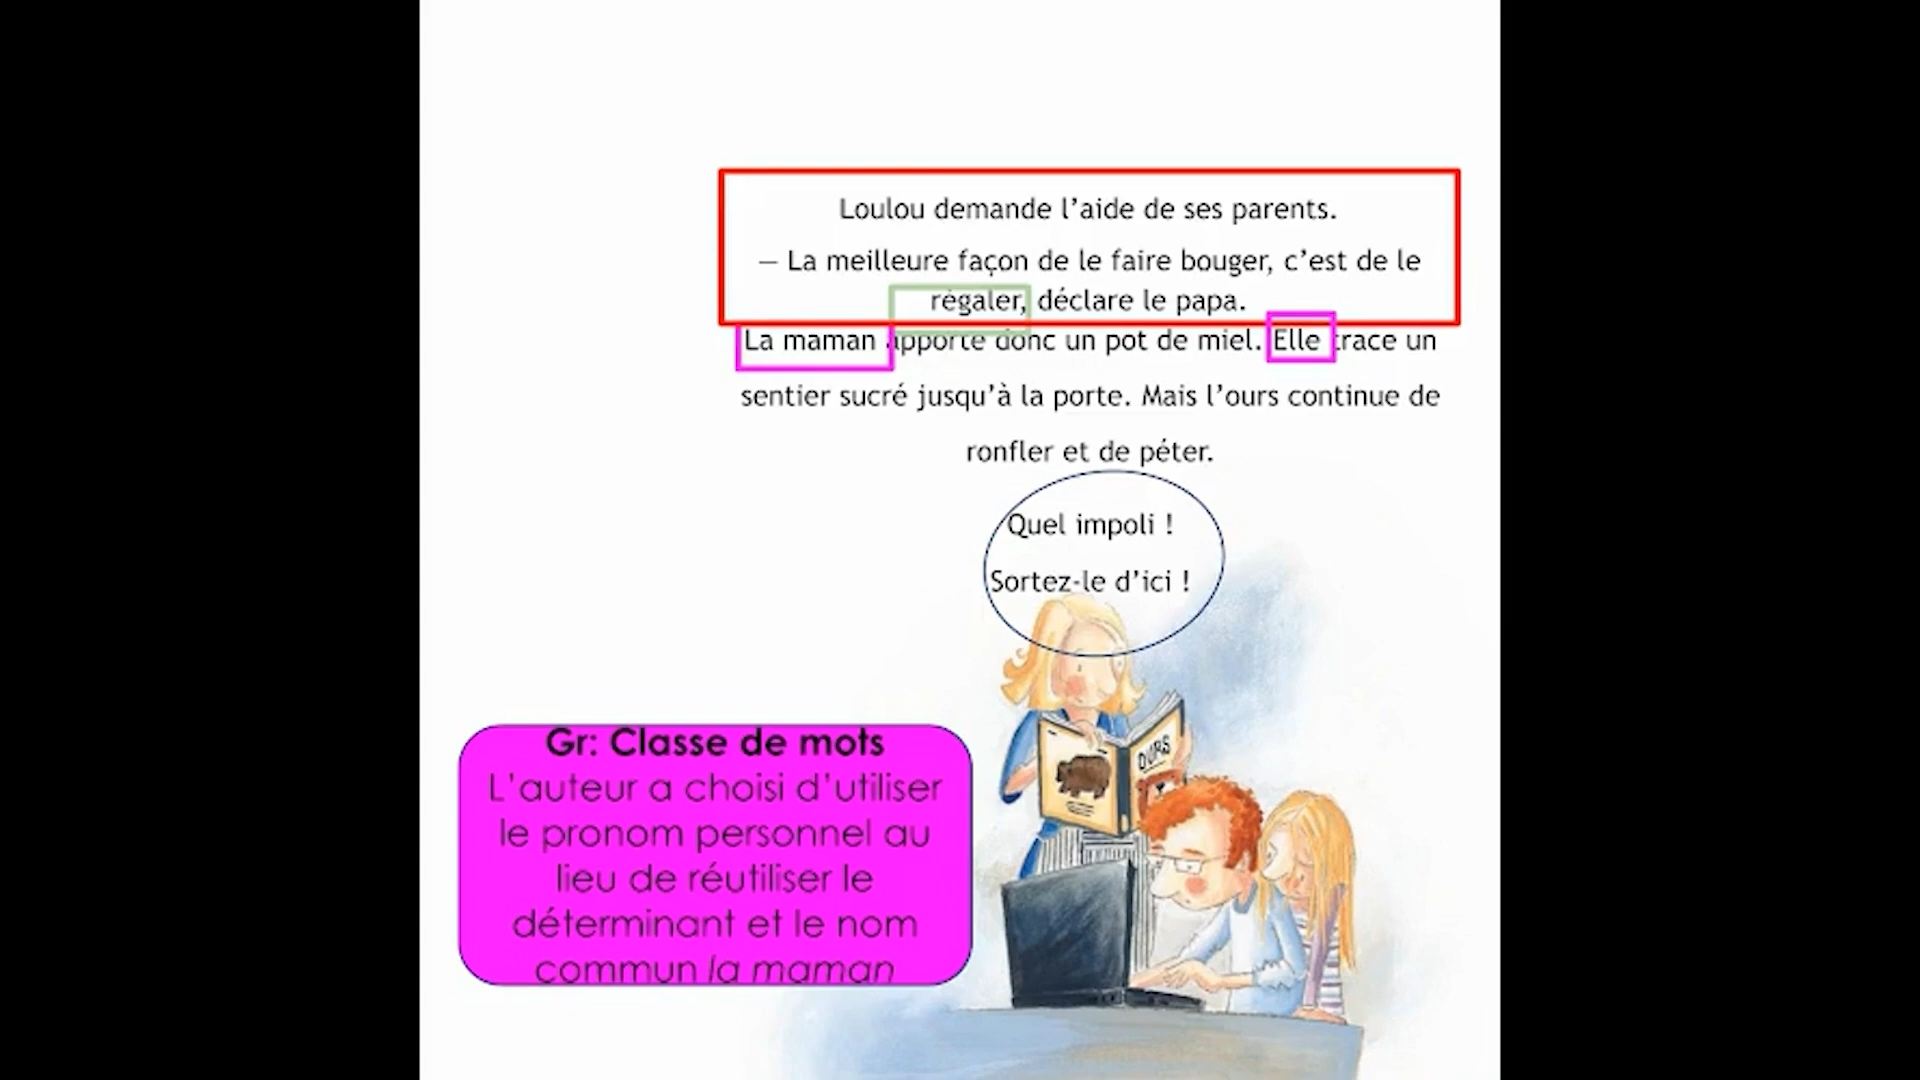 Loulou demande l’aide de ses parents.
— La meilleure façon de le faire bouger, c’est de le
régaler, déclare le papa.
La maman apporte donc un pot de miel. Elle trace un
sentier sucré jusqu’à la porte. Mais l’ours continue de
ronfler et de péter.
Quel impoli !
Sortez-le d’ici !
OURS
Gr: Classe de mots
L’auteur a choisi d’utiliser
le pronom personnel au
lieu de réutiliser le
déterminant et le nom
commun la maman